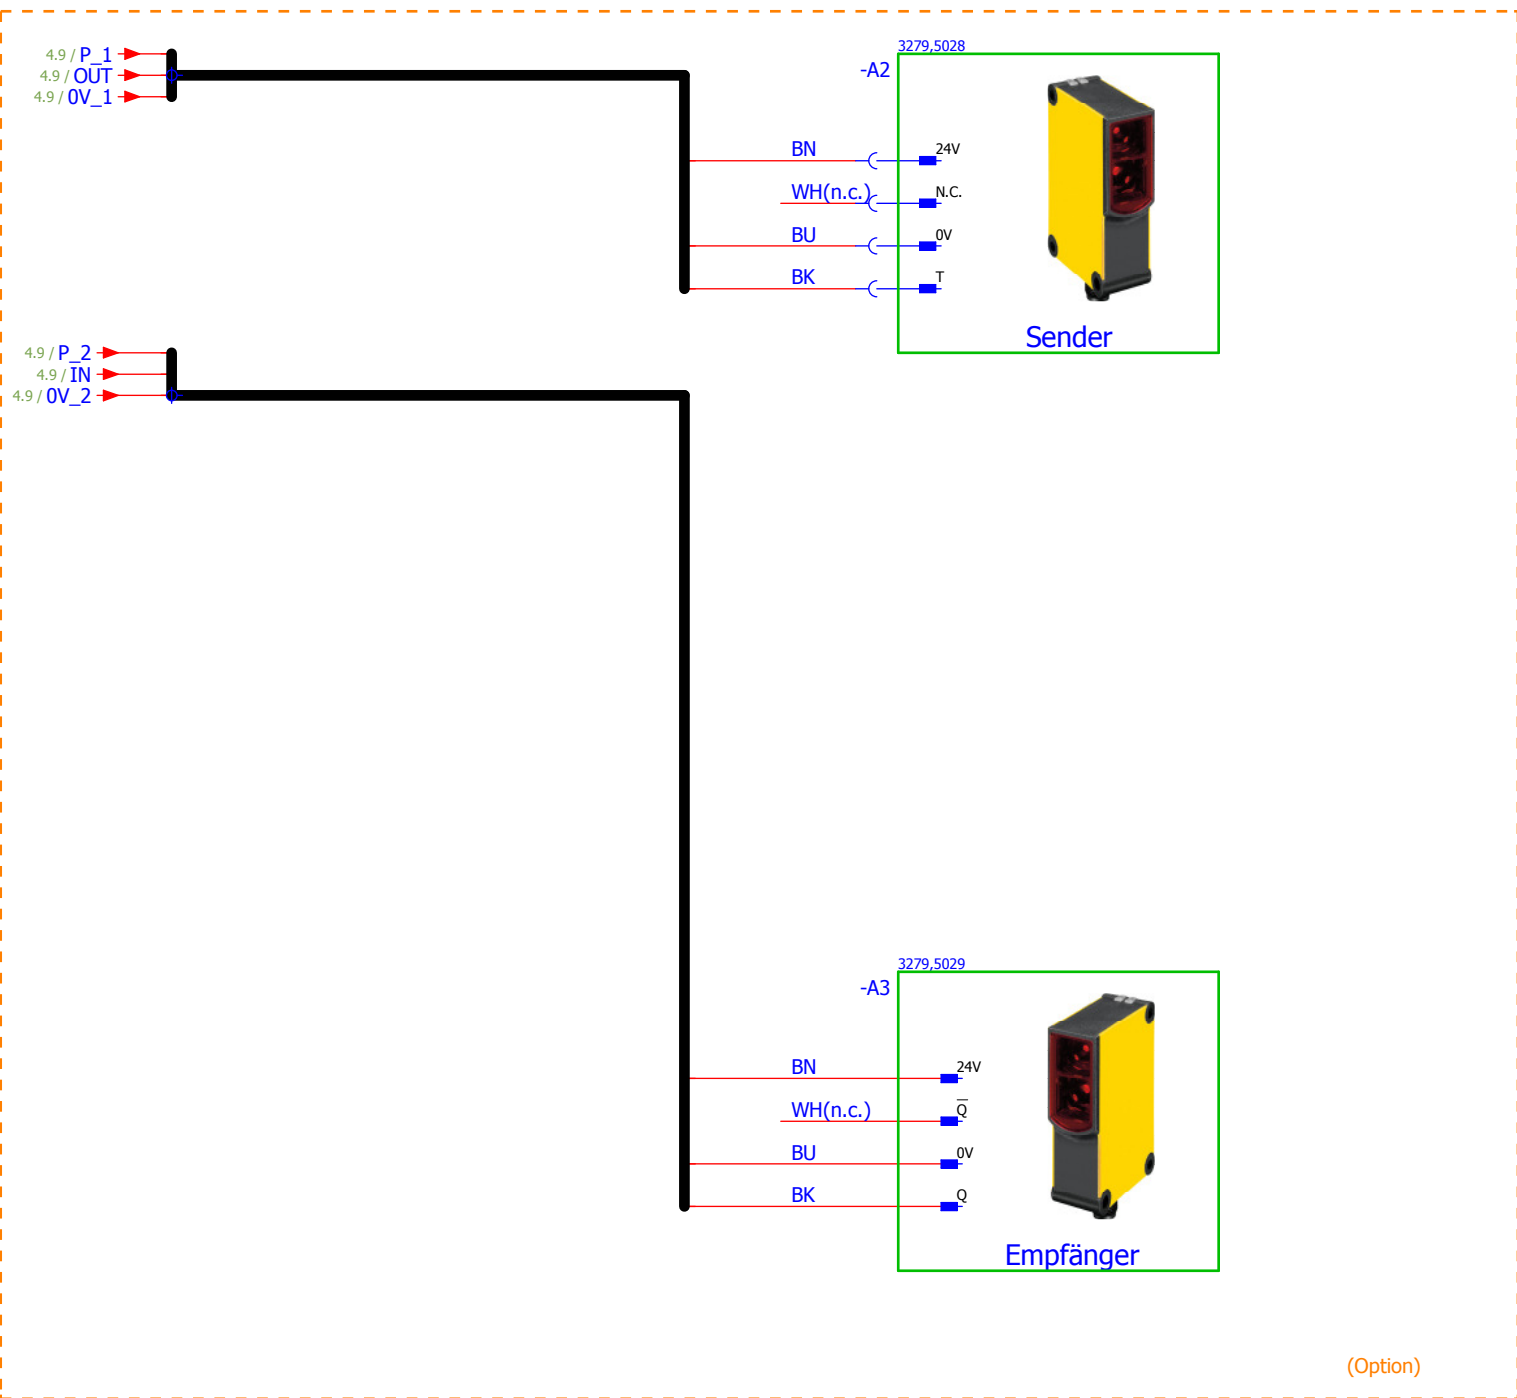 3279,5028
4.9 / P_1
-A2
4.9 / OUT
4.9 / 0V_1
BN
24V
WH(n.c.)
N.C.
BU
0V
BK
T
Sender
4.9 / P_2
4.9 / IN
4.9 / 0V_2
3279,5029
-A3
BN
24V
WH(n.c.)
Q̅
BU
0V
BK
Q
Empfänger
(Option)